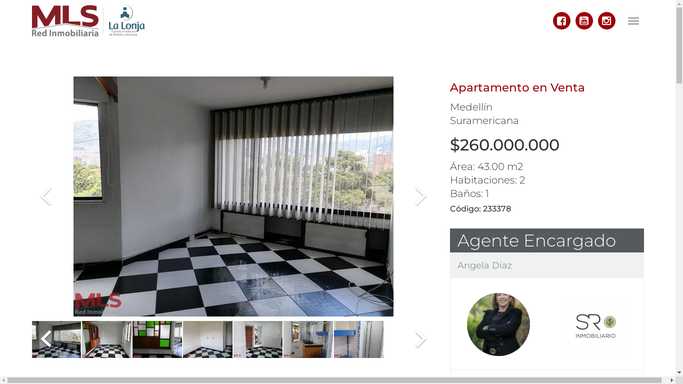 MLS
Red Inmobiliaria
La Lonja
Apartamento en Venta
Medellín
Suramericana
$260.000.000
Área: 43.00 m2
Habitaciones: 2
Baños: 1
Código: 233378
Agente Encargado
Angela Diaz
SR
INMOBILIARIO
MLS
Red Inmobi